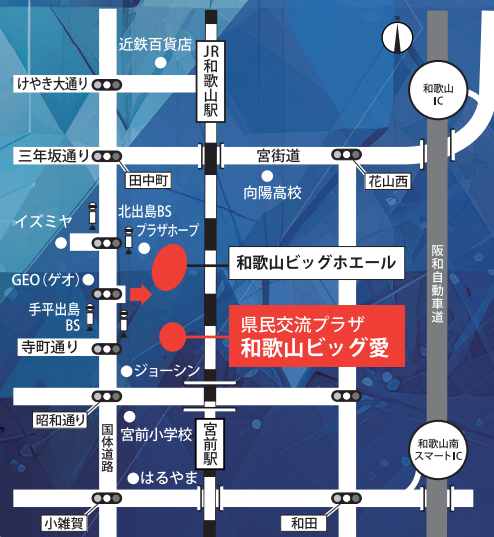 N
近鉄百貨店
JR和歌山駅
けやき大通り
和歌山
IC
三年坂通り
宮街道
田中町
花山西
向陽高校
北出島BS
イズミヤ
プラザホープ
和歌山ビッグホエール
阪和自動車道
GEO（ゲオ）
手平出島
BS
県民交流プラザ
和歌山ビッグ愛
寺町通り
ジョーシン
昭和通り
国体道路
宮前小学校
宮前駅
和歌山南
スマートIC
はるやま
小雑賀
和田